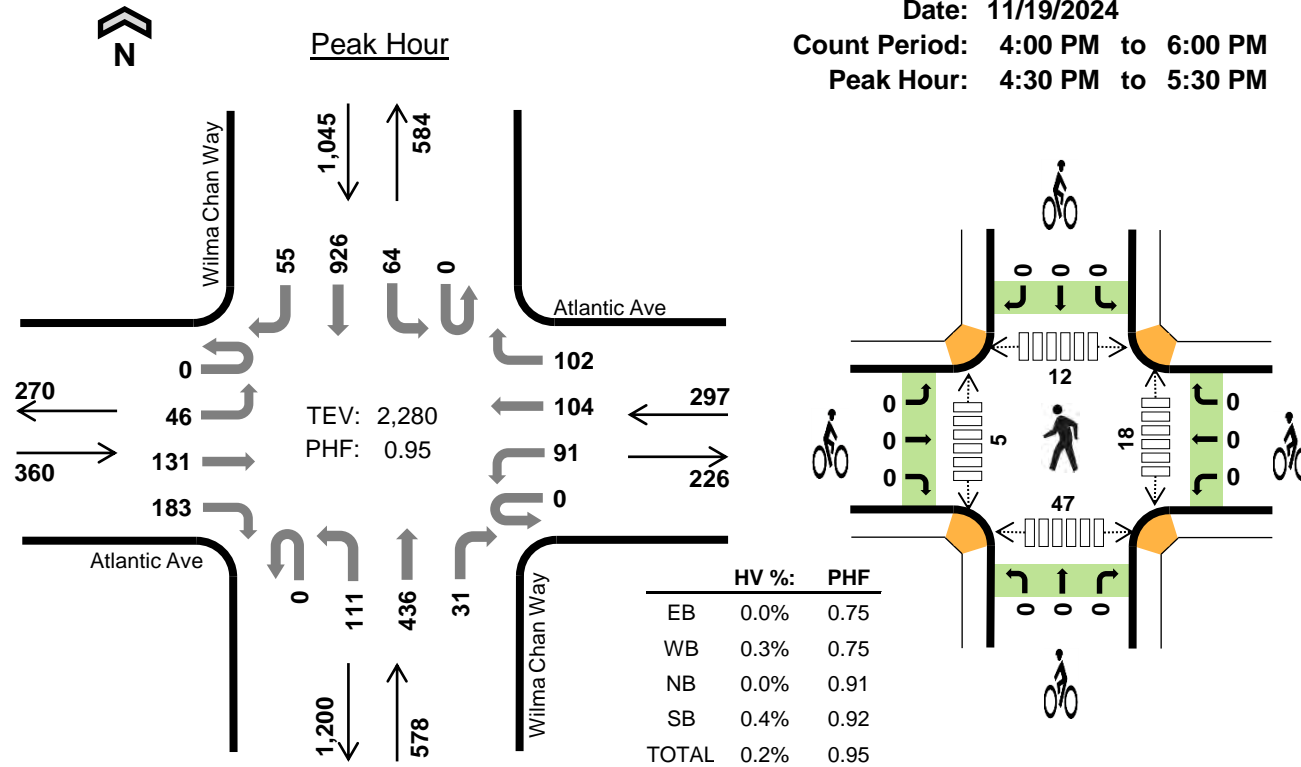 Date: 11/19/2024
N
Peak Hour
Count Period: 4:00 PM to 6:00 PM
Peak Hour: 4:30 PM to 5:30 PM
1,045
584
Wilma Chan Way
55
926
64
0
Atlantic Ave
0
102
270
46
TEV: 2,280
104
297
360
131
PHF: 0.95
91
226
183
0
Atlantic Ave
0
111
436
31
Wilma Chan Way
1,200
578
0 0 0
12
0
0
0
5
18
0
0
0
47
0 0 0
HV %: PHF
EB 0.0% 0.75
WB 0.3% 0.75
NB 0.0% 0.91
SB 0.4% 0.92
TOTAL 0.2% 0.95